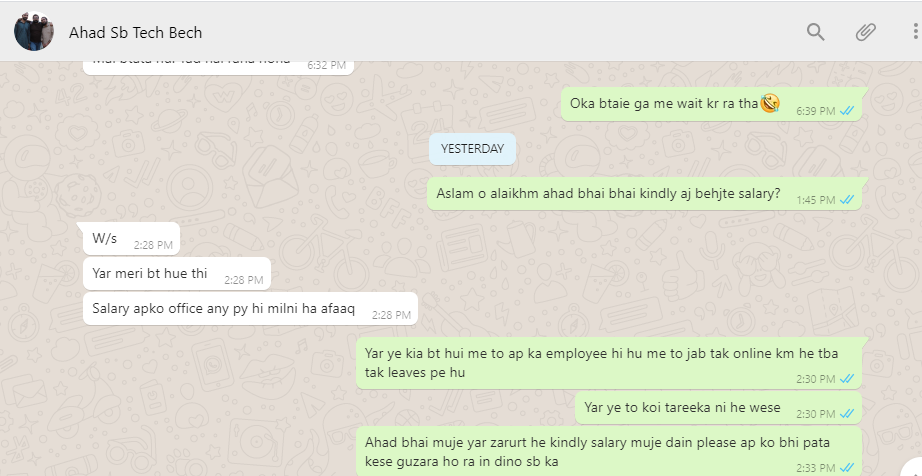 Ahad Sb Tech Bech
6:32 PM
Oka btaie ga me wait kr ra tha🤣 6:39 PM
YESTERDAY
Aslam o alaikhm ahad bhai bhai kindly aj behjte salary? 1:45 PM
W/s 2:28 PM
Yar meri bt hue thi 2:28 PM
Salary apko office any py hi milni ha afaaq 2:28 PM
Yar ye kia bt hui me to ap ka employee hi hu me to jab tak online km he tba
tak leaves pe hu 2:30 PM
Yar ye to koi tareeka ni he wese 2:30 PM
Ahad bhai muje yar zarurt he kindly salary muje dain please ap ko bhi pata
kese guzara ho ra in dino sb ka 2:33 PM